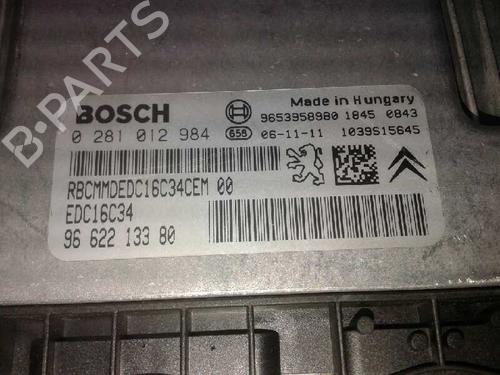 B-PARTS
BOSCH
Made in Hungary
9653958980 1845 0843
0 281 012 984 658 06-11-11 1039S15645
RBCMMDEDC16C34CEM 00
EDC16C34
96 622 133 80